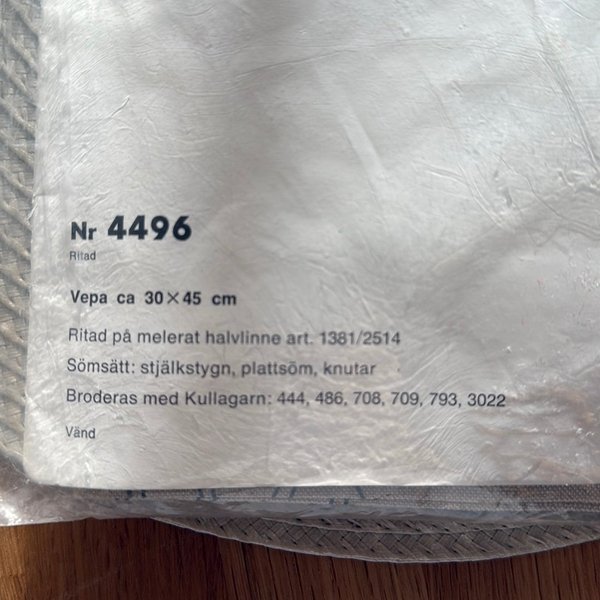 Nr 4496
Ritad
Vepa ca 30×45 cm
Ritad på melerat halvlinne art. 1381/2514
Sömsätt: stjälkstygn, plattsöm, knutar
Broderas med Kullagarn: 444, 486, 708, 709, 793, 3022
Vänd